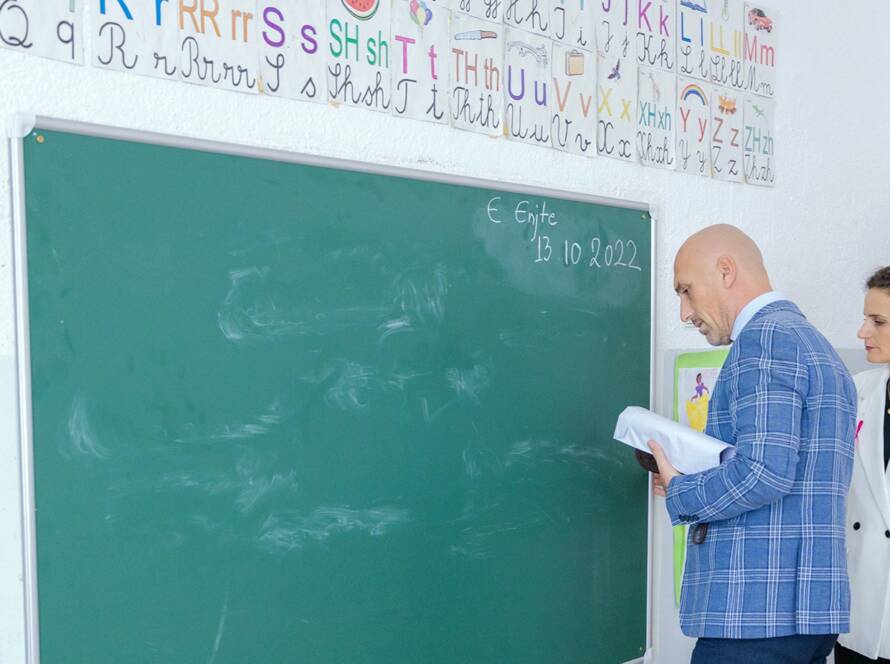 J j K k L l LL ll M m
H h I i J j K k L l Ll ll M m
R r RR rr S s SH sh T t TH th U u V v X x XH xh Y y Z z ZH zh
Q q R r Rr rr S s Sh sh T t Th th U u V v X x Xh xh Y y Z z Zh zh
E Enjte
13 10 2022